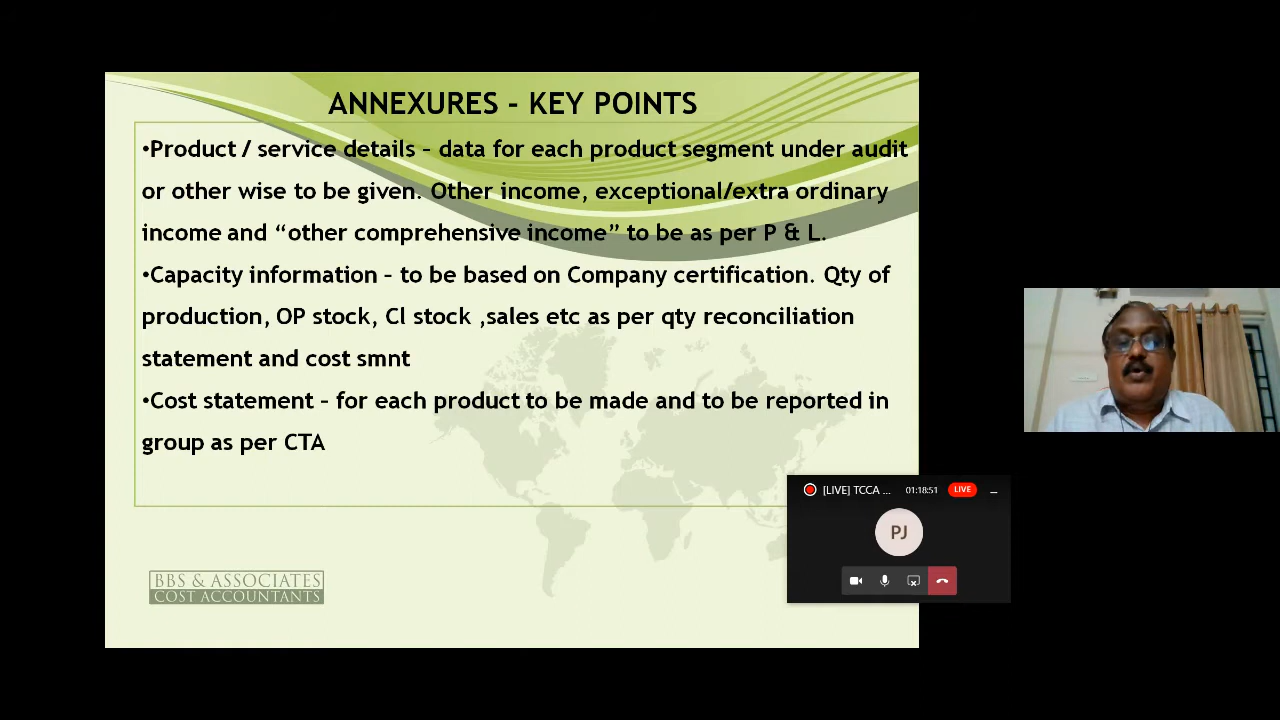 ANNEXURES - KEY POINTS
•Product / service details – data for each product segment under audit
or other wise to be given. Other income, exceptional/extra ordinary
income and “other comprehensive income” to be as per P & L.
•Capacity information – to be based on Company certification. Qty of
production, OP stock, Cl stock ,sales etc as per qty reconciliation
statement and cost smnt
•Cost statement – for each product to be made and to be reported in
group as per CTA
[LIVE] TCCA ... 01:18:51 LIVE
PJ
BBS & ASSOCIATES
COST ACCOUNTANTS